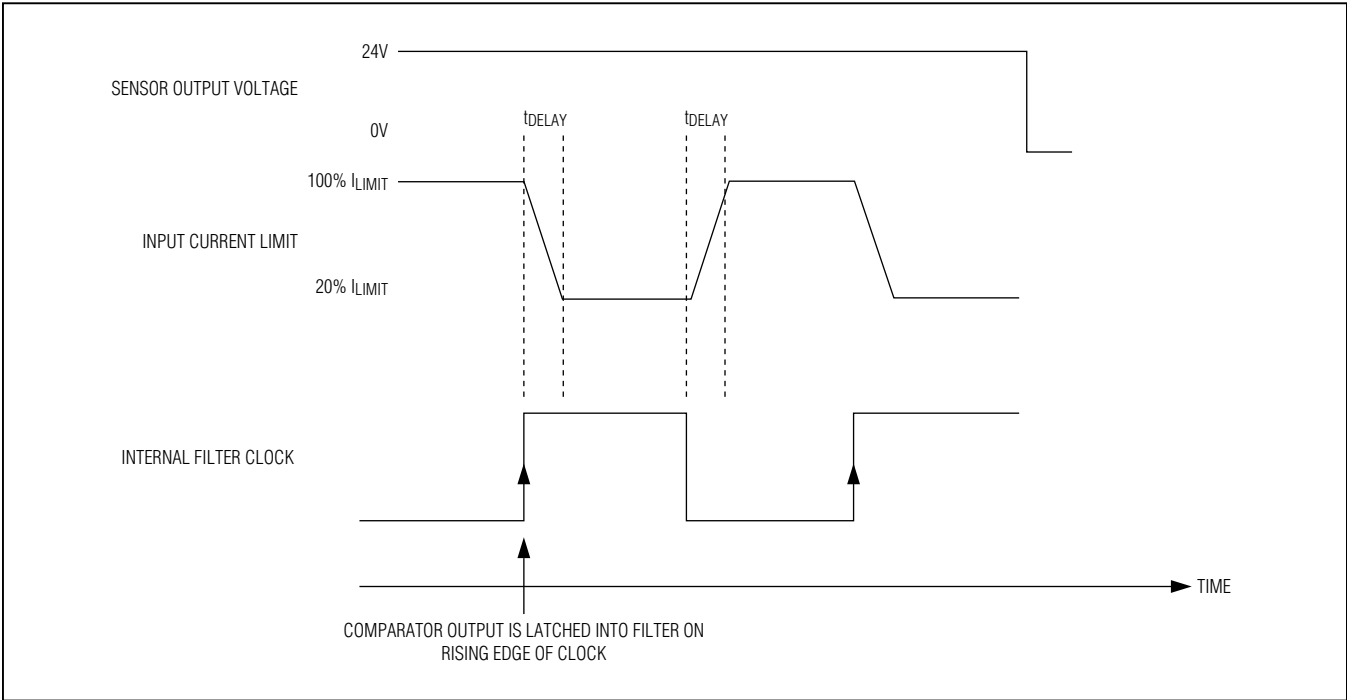 24V
SENSOR OUTPUT VOLTAGE
0V
tDELAY
tDELAY
100% ILIMIT
INPUT CURRENT LIMIT
20% ILIMIT
INTERNAL FILTER CLOCK
TIME
COMPARATOR OUTPUT IS LATCHED INTO FILTER ON
RISING EDGE OF CLOCK